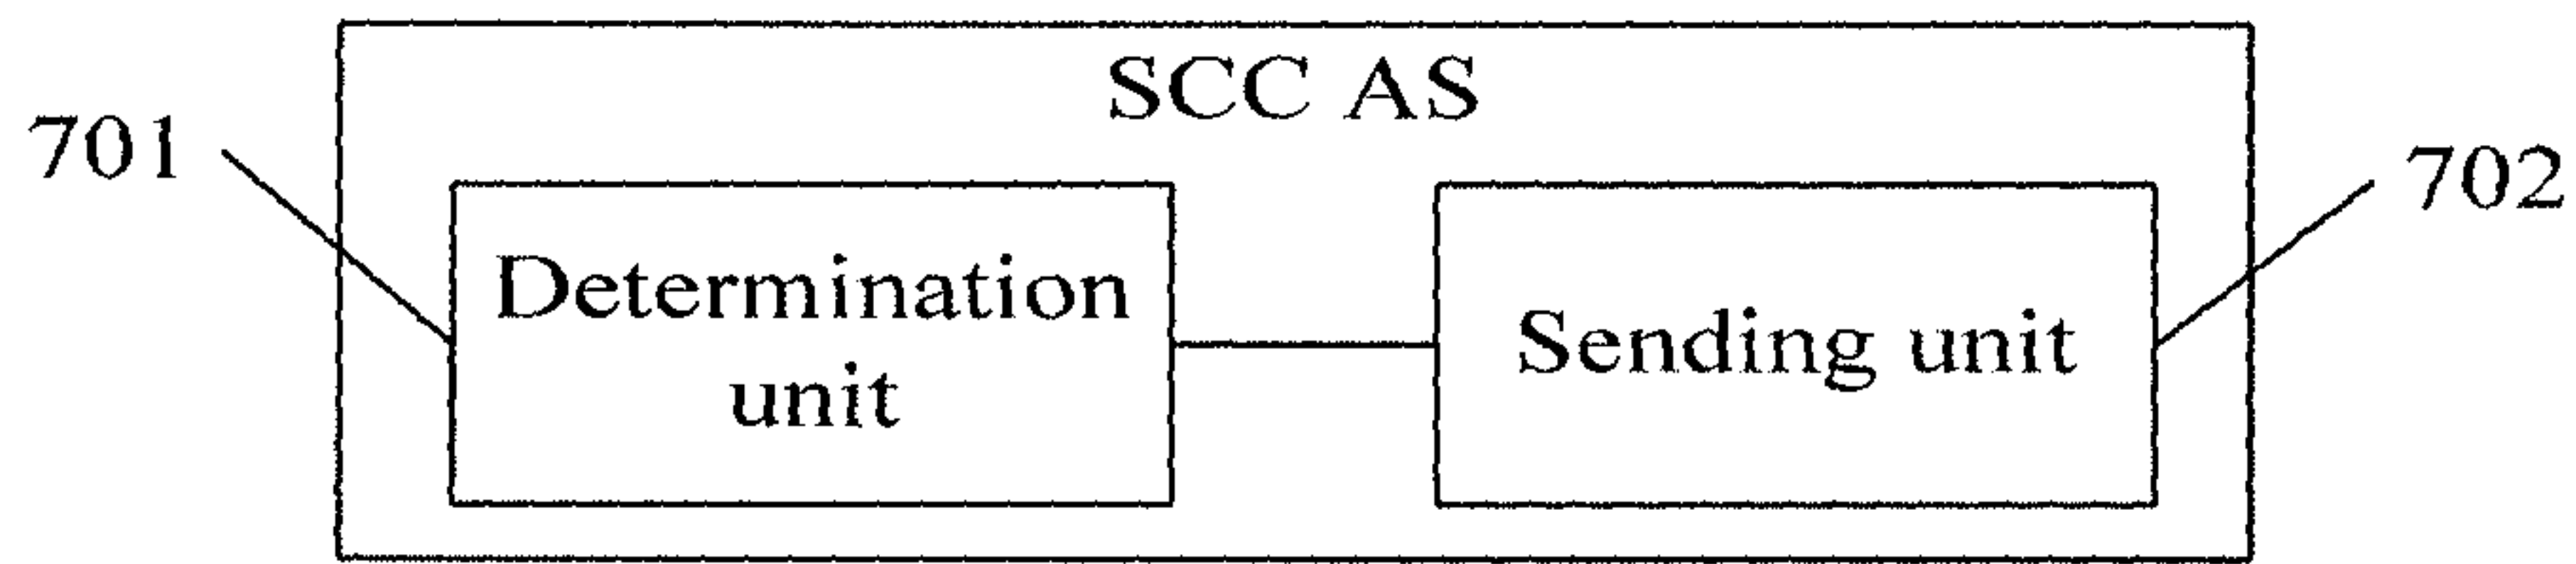 SCC AS
701
Determination
unit
Sending unit
702